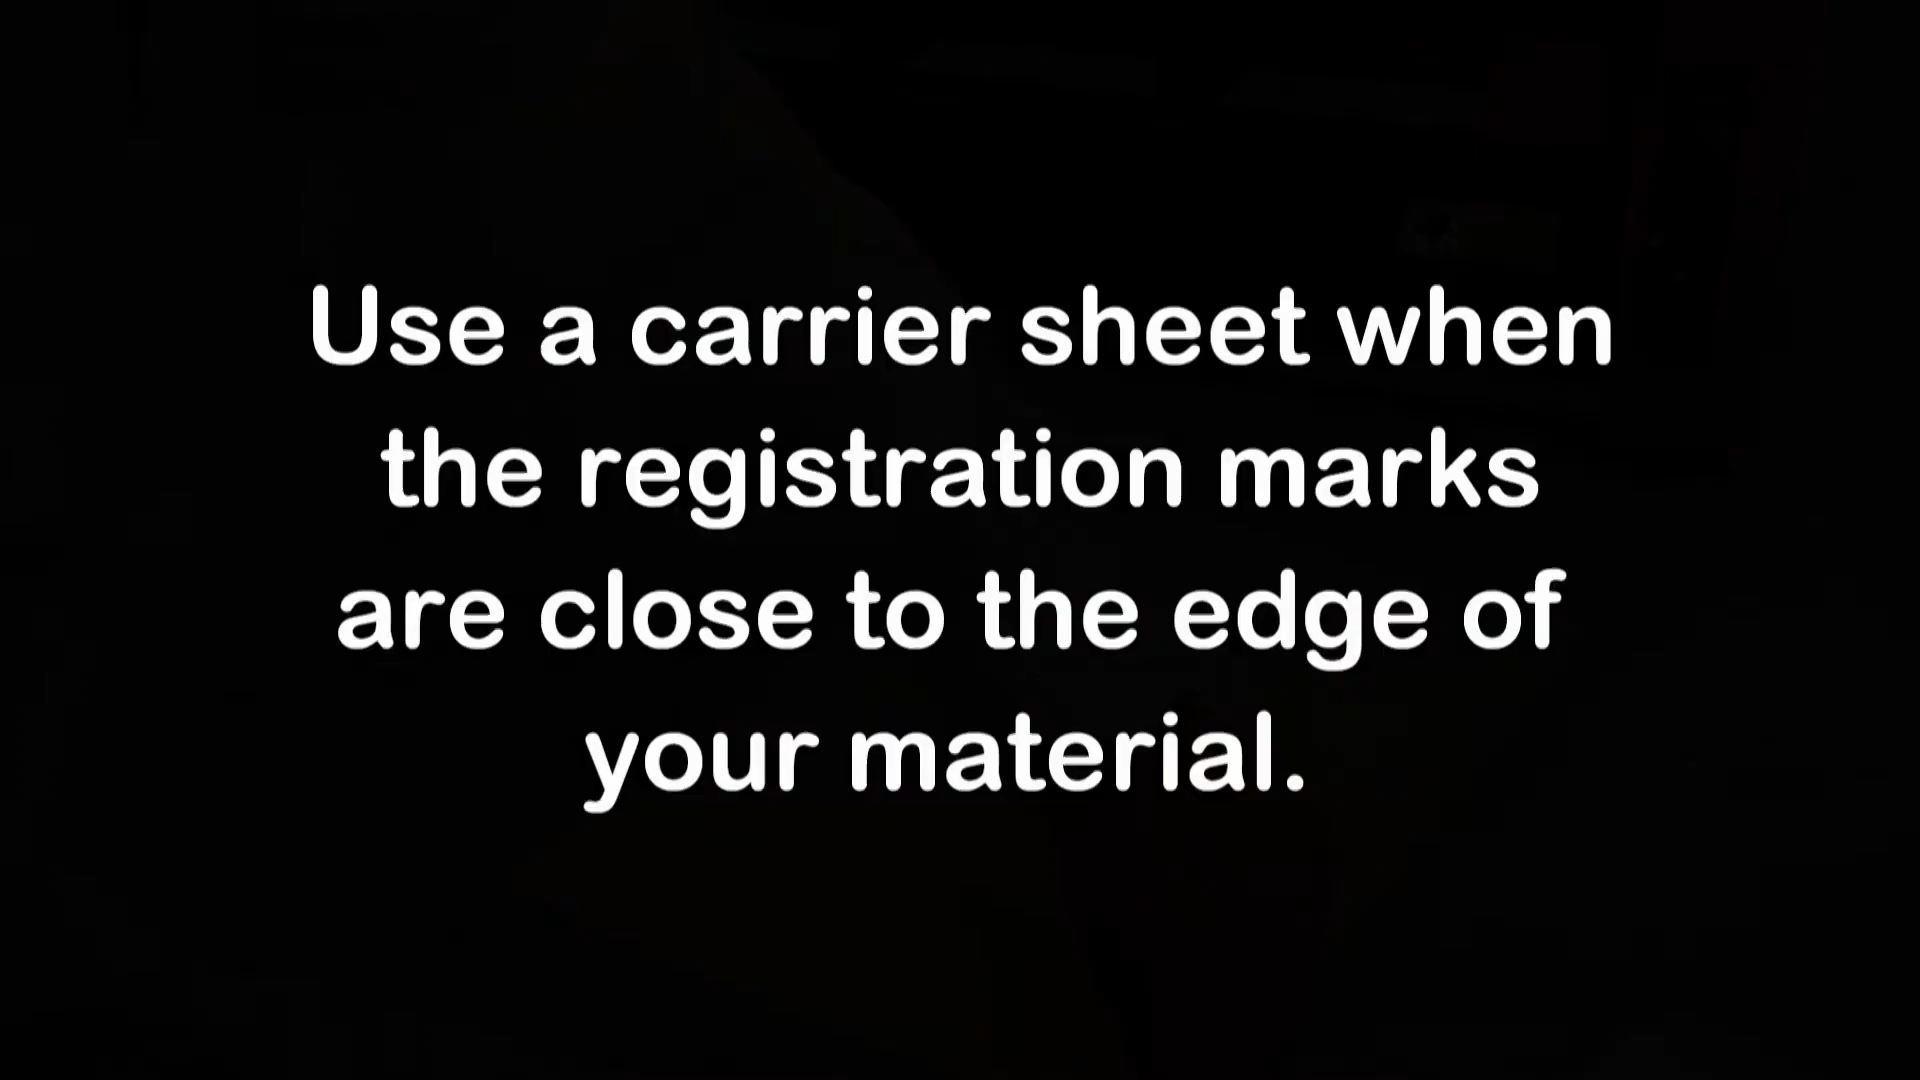 Use a carrier sheet when
the registration marks
are close to the edge of
your material.